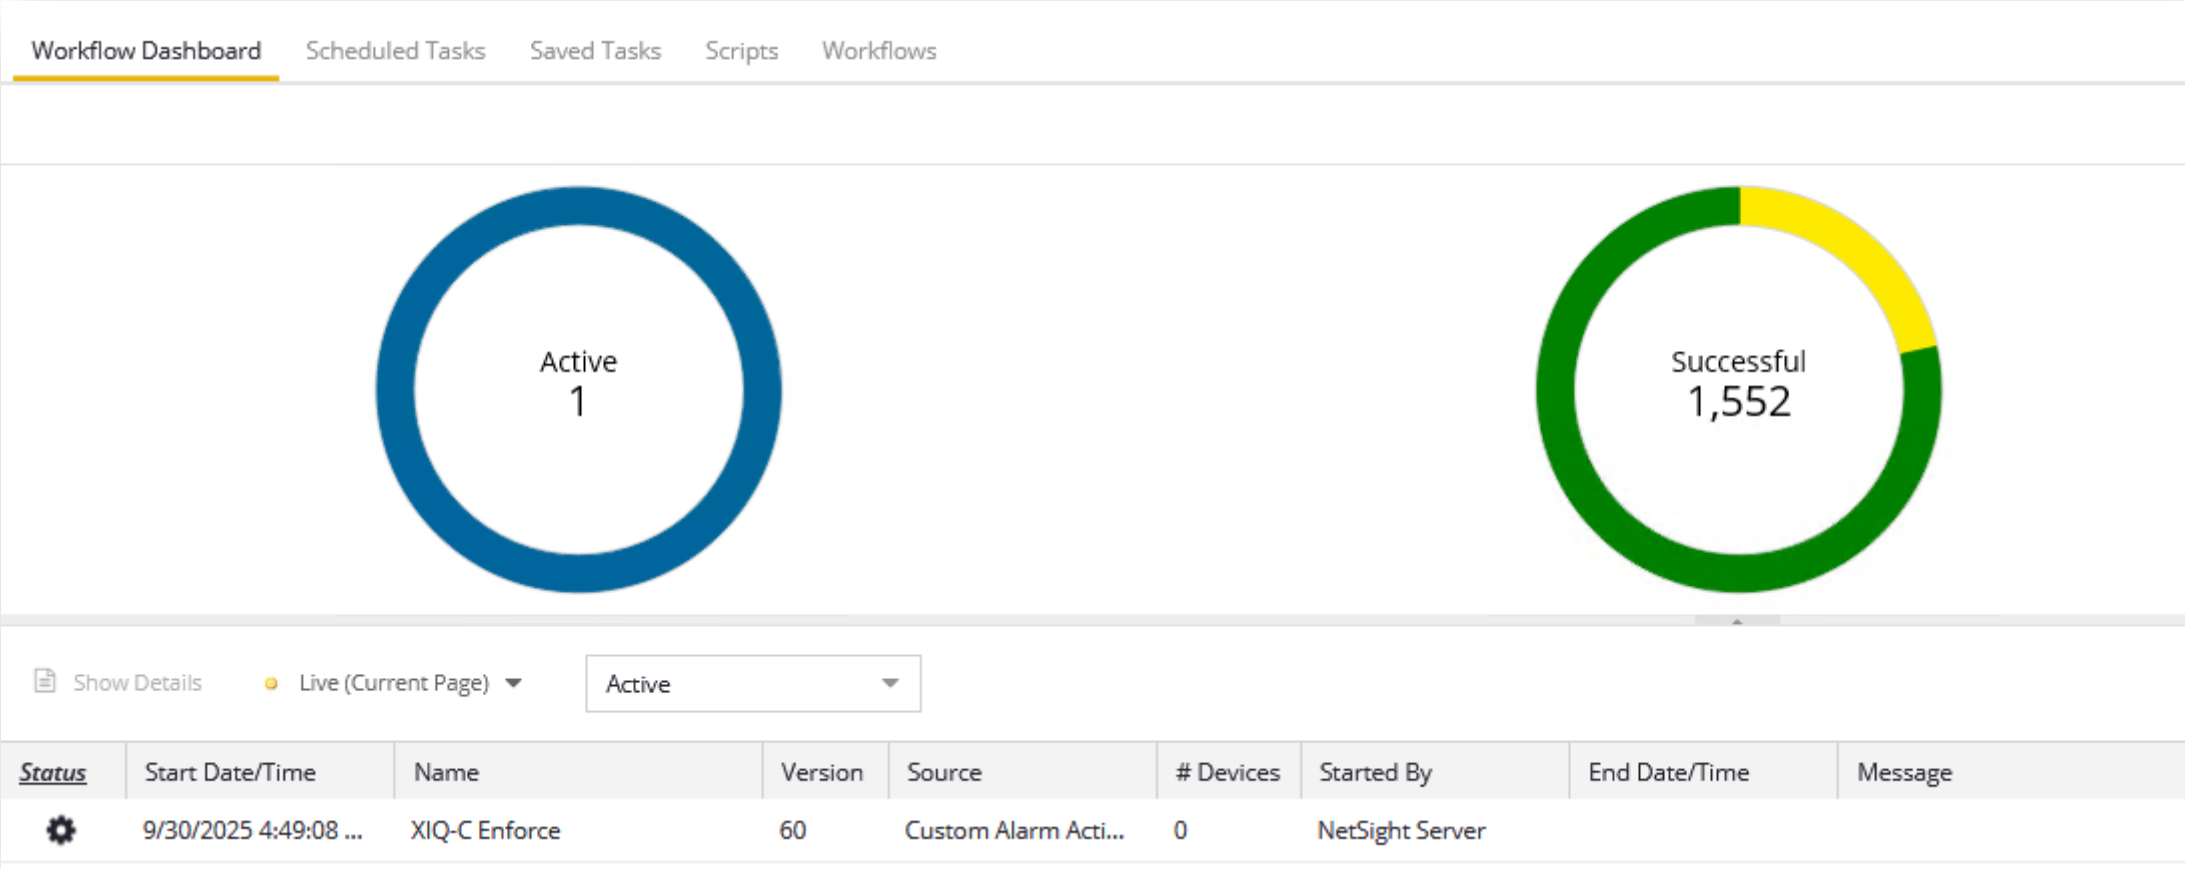 Workflow Dashboard Scheduled Tasks Saved Tasks Scripts Workflows
Active
1
Successful
1,552
Show Details Live (Current Page) Active
Status Start Date/Time Name Version Source # Devices Started By End Date/Time Message
9/30/2025 4:49:08 ... XIQ-C Enforce 60 Custom Alarm Acti... 0 NetSight Server